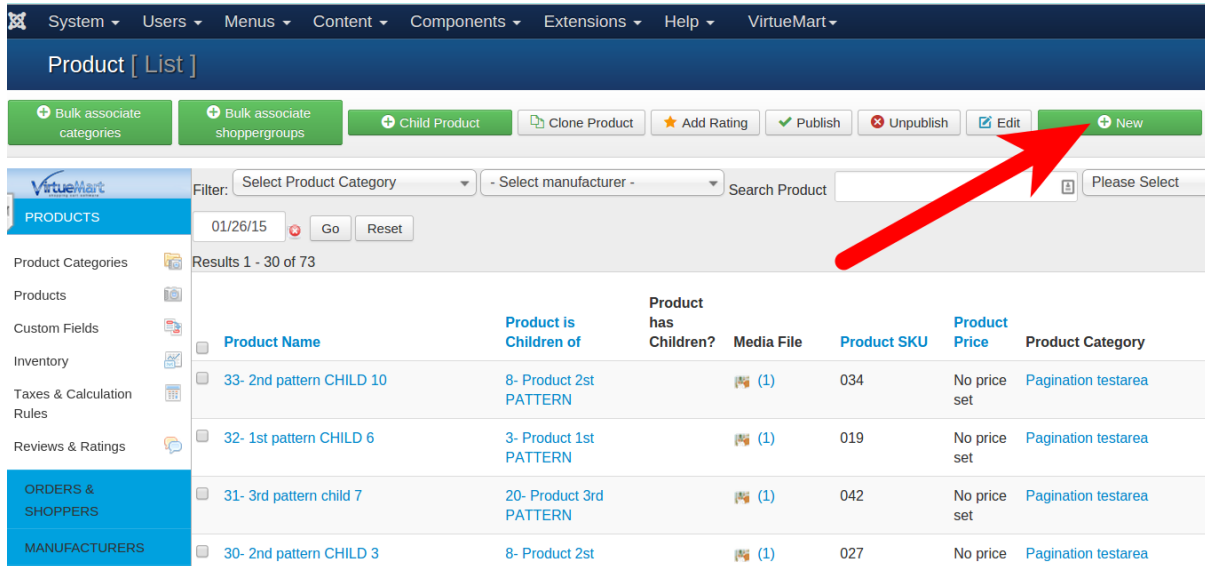 System Users Menus Content Components Extensions Help VirtueMart
Product [ List ]
Bulk associate categories
Bulk associate shoppergroups
Child Product
Clone Product
Add Rating
Publish
Unpublish
Edit
New
VirtueMart
Filter: Select Product Category - Select manufacturer - Search Product Please Select
01/26/15 Go Reset
Results 1 - 30 of 73
PRODUCTS
Product Categories
Products
Custom Fields
Inventory
Taxes & Calculation
Rules
Reviews & Ratings
ORDERS &
SHOPPERS
MANUFACTURERS
Product Name
Product is
Children of
Product
has
Children?
Media File
Product SKU
Product
Price
Product Category
33- 2nd pattern CHILD 10
8- Product 2st
PATTERN
(1)
034
No price
set
Pagination testarea
32- 1st pattern CHILD 6
3- Product 1st
PATTERN
(1)
019
No price
set
Pagination testarea
31- 3rd pattern child 7
20- Product 3rd
PATTERN
(1)
042
No price
set
Pagination testarea
30- 2nd pattern CHILD 3
8- Product 2st
(1)
027
No price
Pagination testarea